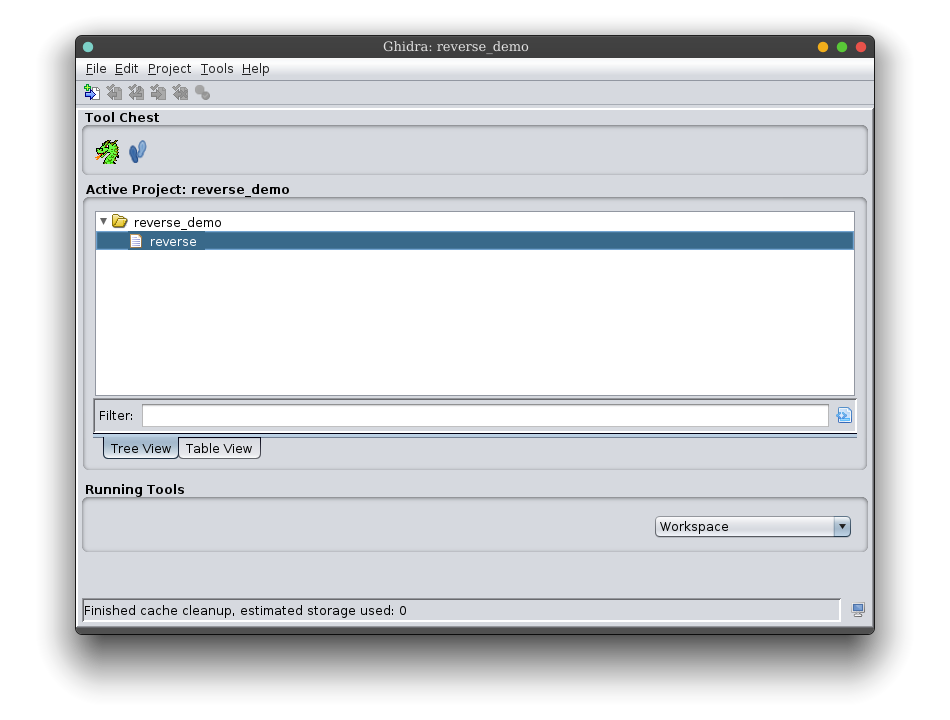 Ghidra: reverse_demo
File Edit Project Tools Help
Tool Chest
Active Project: reverse_demo
reverse_demo
reverse
Filter:
Tree View Table View
Running Tools
Workspace
Finished cache cleanup, estimated storage used: 0